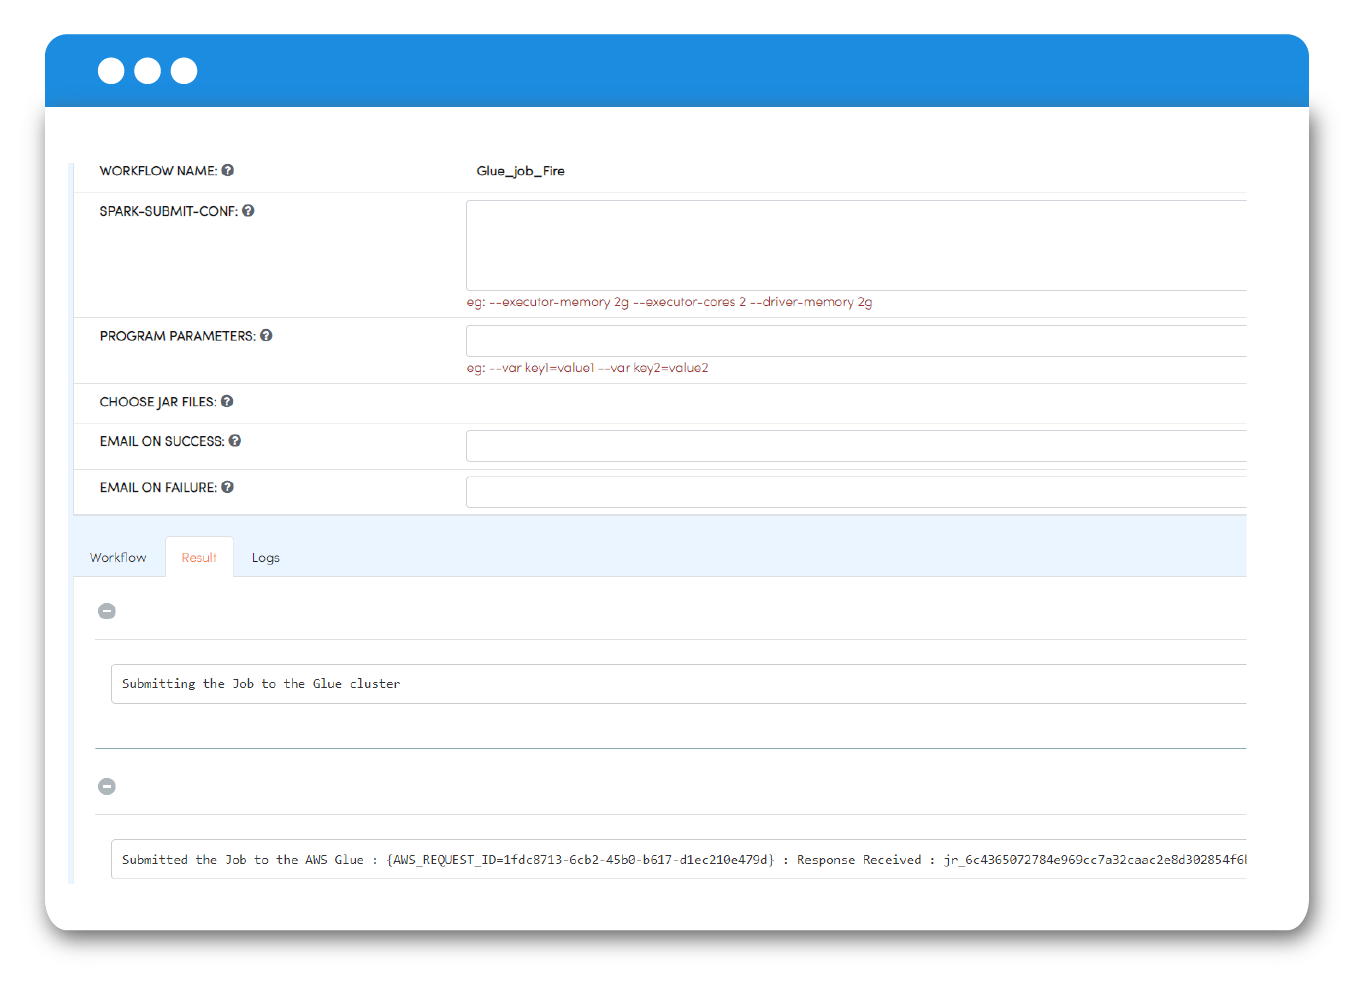 WORKFLOW NAME: Glue_job_Fire
SPARK-SUBMIT-CONF:
eg: --executor-memory 2g --executor-cores 2 --driver-memory 2g
PROGRAM PARAMETERS:
eg: --var key1=value1 --var key2=value2
CHOOSE JAR FILES:
EMAIL ON SUCCESS:
EMAIL ON FAILURE:
Workflow Result Logs
Submitting the Job to the Glue cluster
Submitted the Job to the AWS Glue : {AWS_REQUEST_ID=1fdc8713-6cb2-45b0-b617-d1ec210e479d} : Response Received : jr_6c4365072784e969cc7a32caac2e8d302854f6